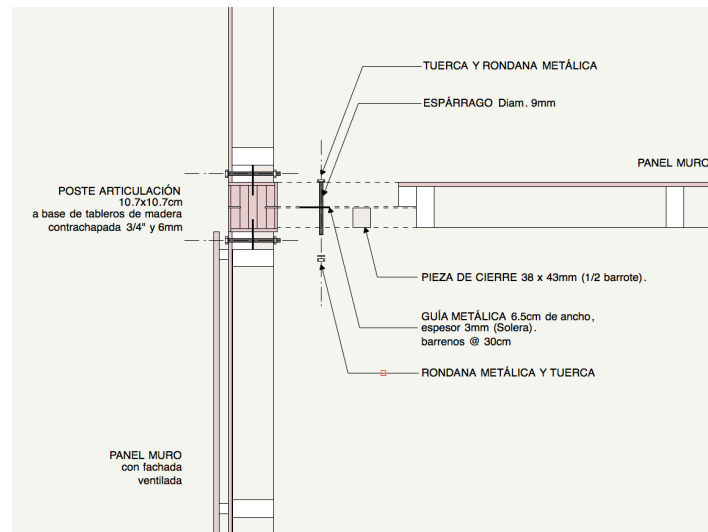 TUERCA Y RONDANA METÁLICA
ESPÁRRAGO Diam. 9mm
PANEL MURO
POSTE ARTICULACIÓN
10.7x10.7cm
a base de tableros de madera
contrachapada 3/4" y 6mm
PIEZA DE CIERRE 38 x 43mm (1/2 barrote).
GUÍA METÁLICA 6.5cm de ancho,
espesor 3mm (Solera).
barrenos @ 30cm
RONDANA METÁLICA Y TUERCA
PANEL MURO
con fachada
ventilada